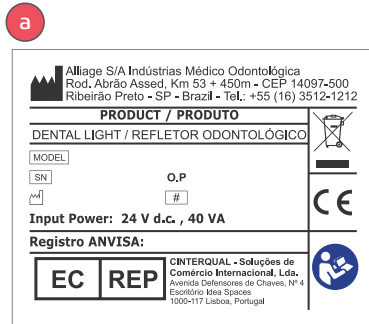 a
Alliage S/A Indústrias Médico Odontológica
Rod. Abrão Assed, Km 53 + 450m - CEP 14097-500
Ribeirão Preto - SP - Brazil - Tel.: +55 (16) 3512-1212
PRODUCT / PRODUTO
DENTAL LIGHT / REFLETOR ODONTOLÓGICO
MODEL
SN O.P
#
Input Power: 24 V d.c. , 40 VA
Registro ANVISA:
CE
EC REP
CINTERQUAL - Soluções de
Comércio Internacional, Lda.
Avenida Defensores de Chaves, Nº 4
Escritório Idea Spaces
1000-117 Lisboa, Portugal